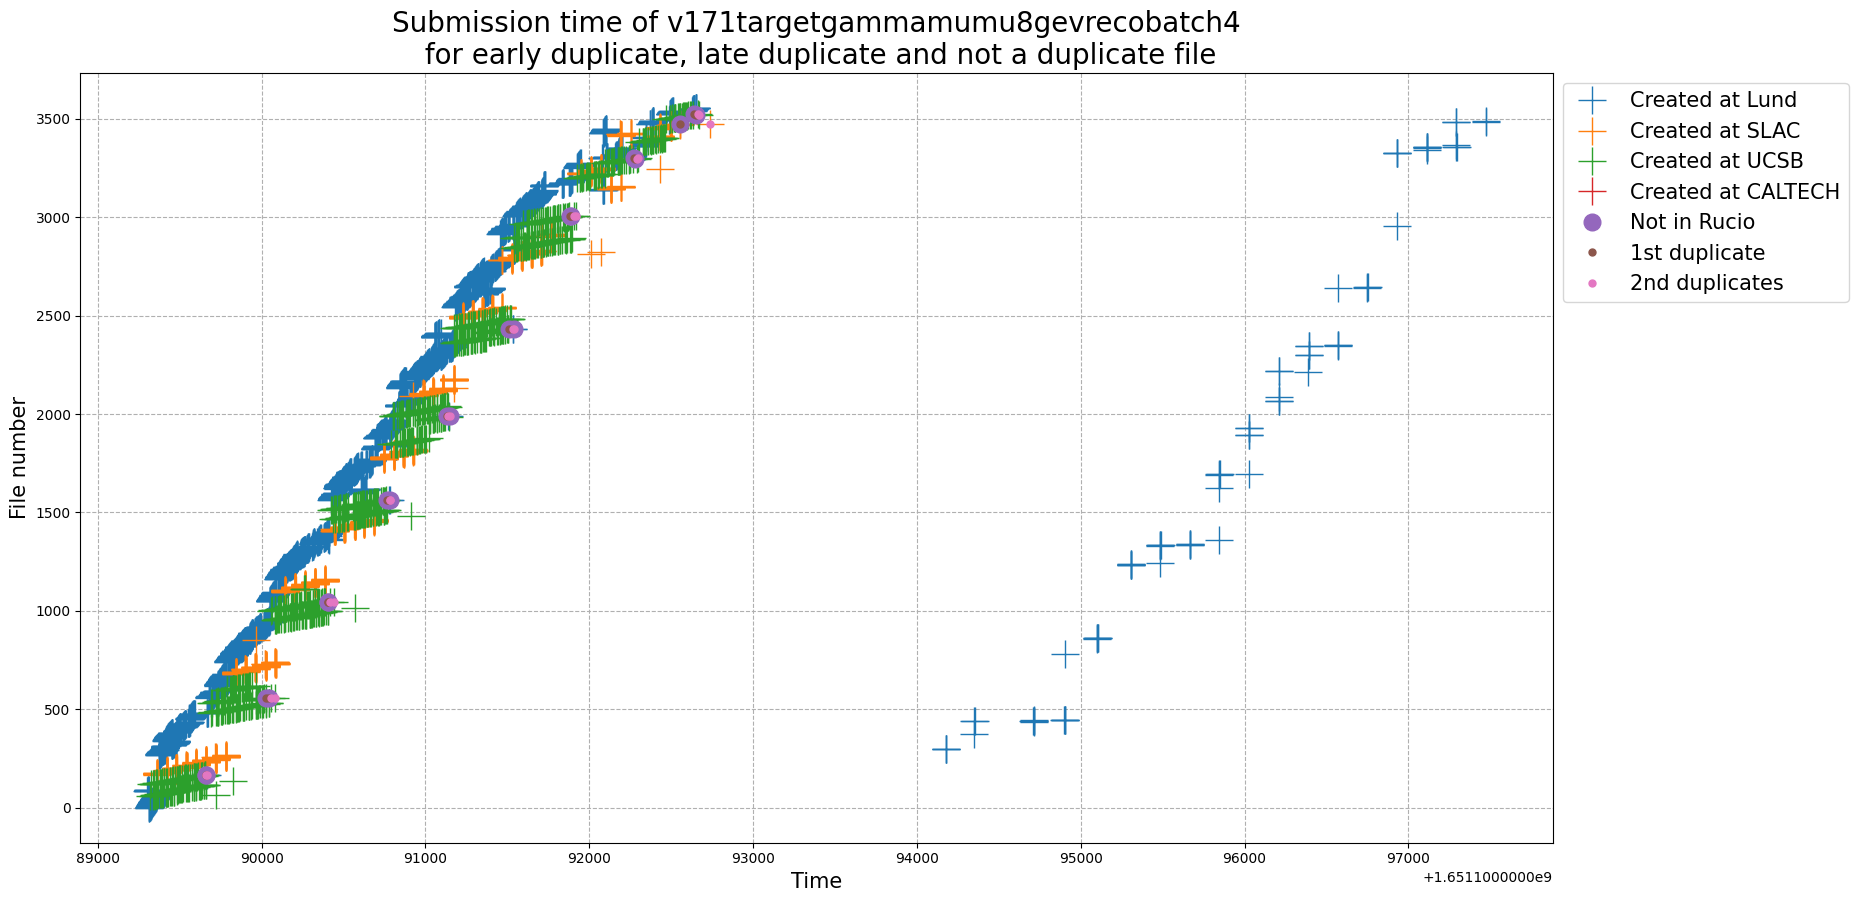 Submission time of v171targetgammamumu8gevrecobatch4
for early duplicate, late duplicate and not a duplicate file
File number
3500
3000
2500
2000
1500
1000
500
0
89000 90000 91000 92000 93000 94000 95000 96000 97000
+1.6511000000e9
Time
Created at Lund
Created at SLAC
Created at UCSB
Created at CALTECH
Not in Rucio
1st duplicate
2nd duplicates